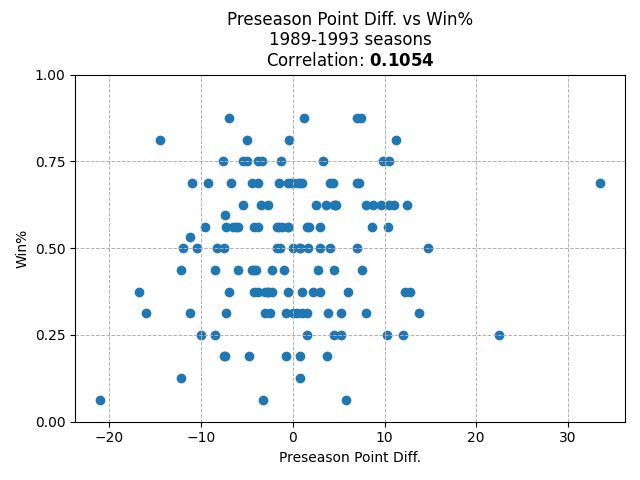 Preseason Point Diff. vs Win%
1989-1993 seasons
Correlation: 0.1054
1.00
0.75
0.50
0.25
0.00
Win%
−20
−10
0
10
20
30
Preseason Point Diff.